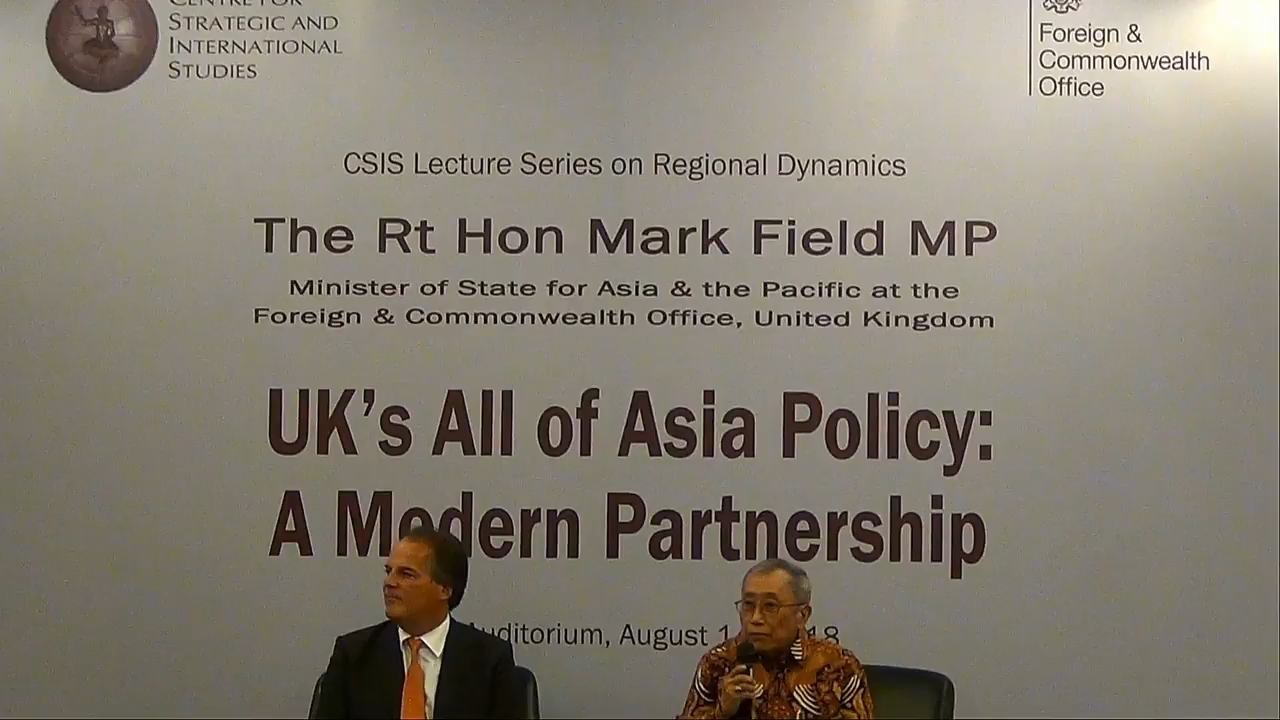 CENTRE FOR
STRATEGIC AND
INTERNATIONAL
STUDIES
Foreign &
Commonwealth
Office
CSIS Lecture Series on Regional Dynamics
The Rt Hon Mark Field MP
Minister of State for Asia & the Pacific at the
Foreign & Commonwealth Office, United Kingdom
UK's All of Asia Policy:
A Modern Partnership
Auditorium, August